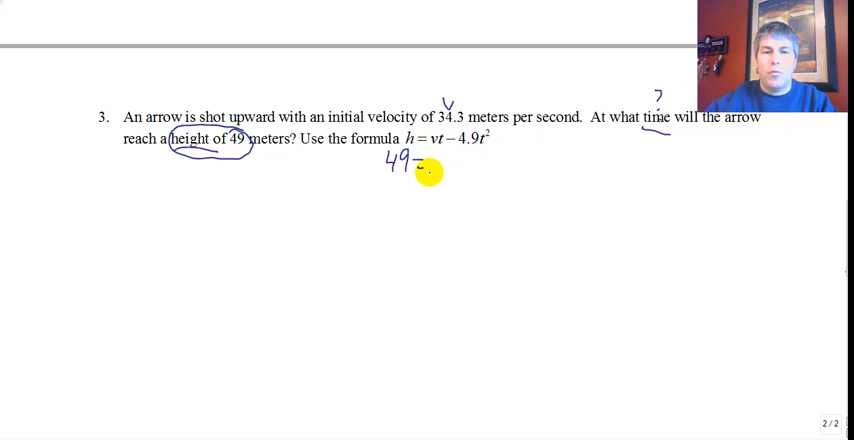 ?
v
3. An arrow is shot upward with an initial velocity of 34.3 meters per second. At what time will the arrow
reach a height of 49 meters? Use the formula h = vt − 4.9t²
49=
2 / 2